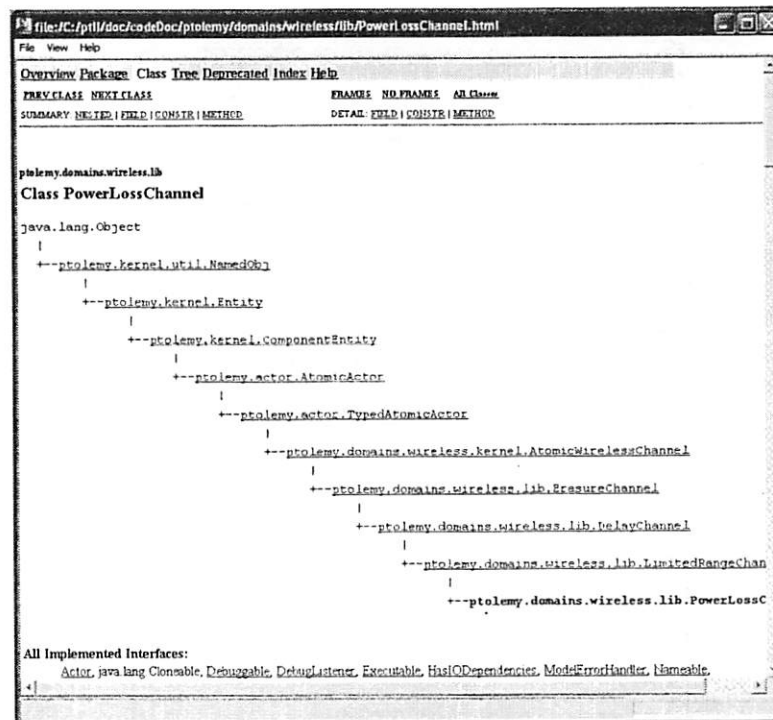 file:/C:/ptII/doc/codeDoc/ptolemy/domains/wireless/lib/PowerLossChannel.html
File View Help
Overview Package Class Tree Deprecated Index Help
PREV CLASS NEXT CLASS FRAMES NO FRAMES All Classes
SUMMARY: NESTED | FIELD | CONSTR | METHOD DETAIL: FIELD | CONSTR | METHOD
ptolemy.domains.wireless.lib
Class PowerLossChannel
java.lang.Object
|
+--ptolemy.kernel.util.NamedObj
|
+--ptolemy.kernel.Entity
|
+--ptolemy.kernel.ComponentEntity
|
+--ptolemy.actor.AtomicActor
|
+--ptolemy.actor.TypedAtomicActor
|
+--ptolemy.domains.wireless.kernel.AtomicWirelessChannel
|
+--ptolemy.domains.wireless.lib.ErasureChannel
|
+--ptolemy.domains.wireless.lib.DelayChannel
|
+--ptolemy.domains.wireless.lib.LimitedRangeChan
|
+--ptolemy.domains.wireless.lib.PowerLossC
All Implemented Interfaces:
Actor, java.lang.Cloneable, Debuggable, DebugListener, Executable, HasIODependencies, ModelErrorHandler, Nameable,